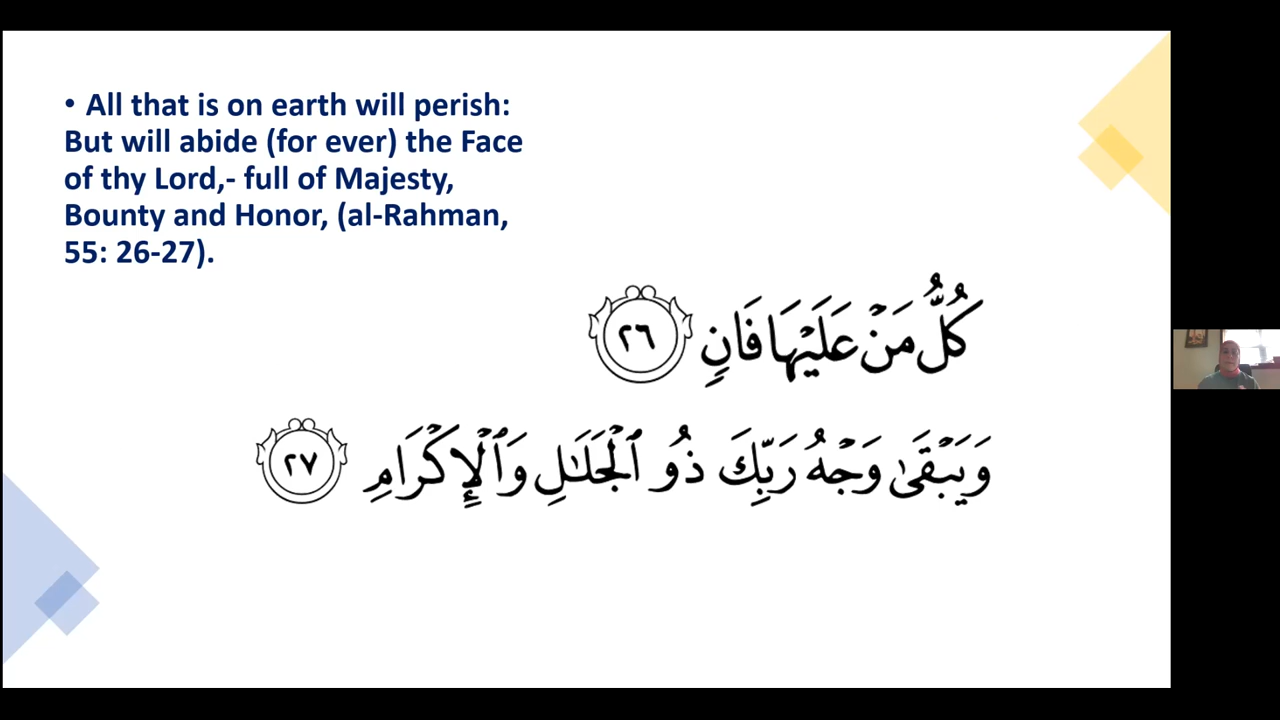 • All that is on earth will perish:
But will abide (for ever) the Face
of thy Lord,- full of Majesty,
Bounty and Honor, (al-Rahman,
55: 26-27).
كُلُّ مَنْ عَلَيْهَا فَانٍ ٢٦
وَيَبْقَىٰ وَجْهُ رَبِّكَ ذُو ٱلْجَلَـٰلِ وَٱلْإِكْرَامِ ٢٧